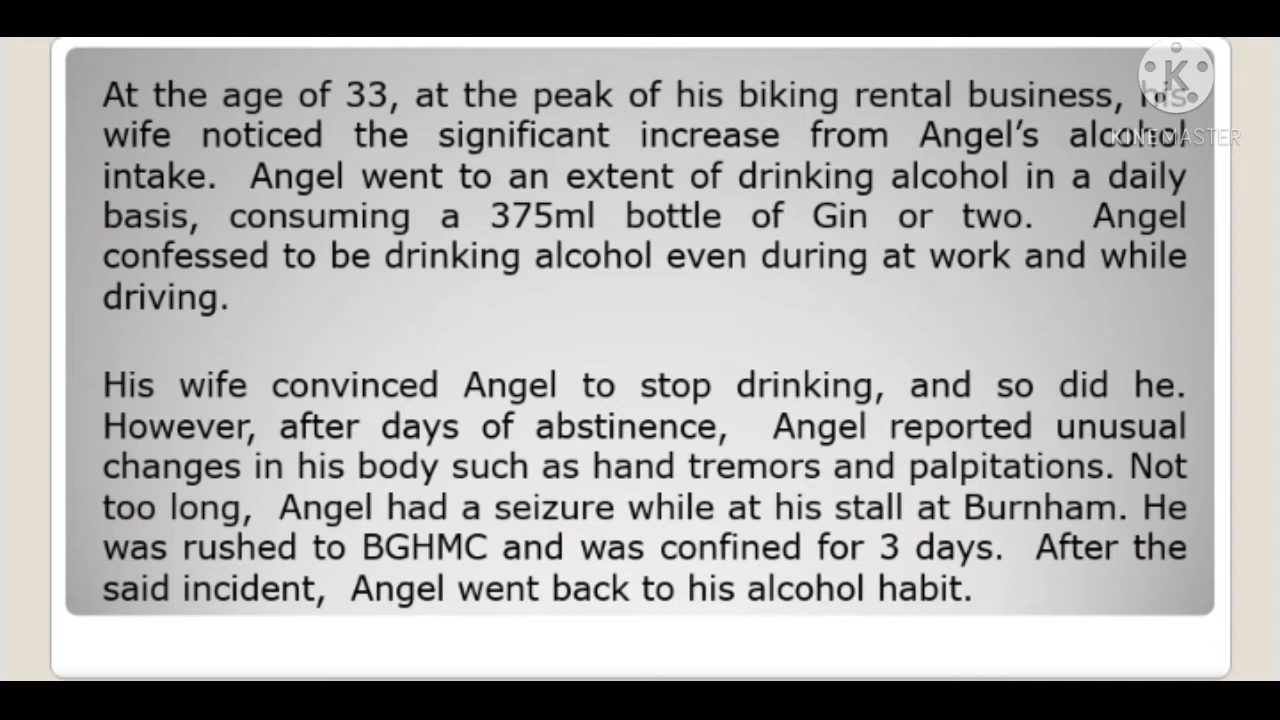 At the age of 33, at the peak of his biking rental business, his
wife noticed the significant increase from Angel's alcohol
intake. Angel went to an extent of drinking alcohol in a daily
basis, consuming a 375ml bottle of Gin or two. Angel
confessed to be drinking alcohol even during at work and while
driving.
His wife convinced Angel to stop drinking, and so did he.
However, after days of abstinence, Angel reported unusual
changes in his body such as hand tremors and palpitations. Not
too long, Angel had a seizure while at his stall at Burnham. He
was rushed to BGHMC and was confined for 3 days. After the
said incident, Angel went back to his alcohol habit.
K
KINEMASTER